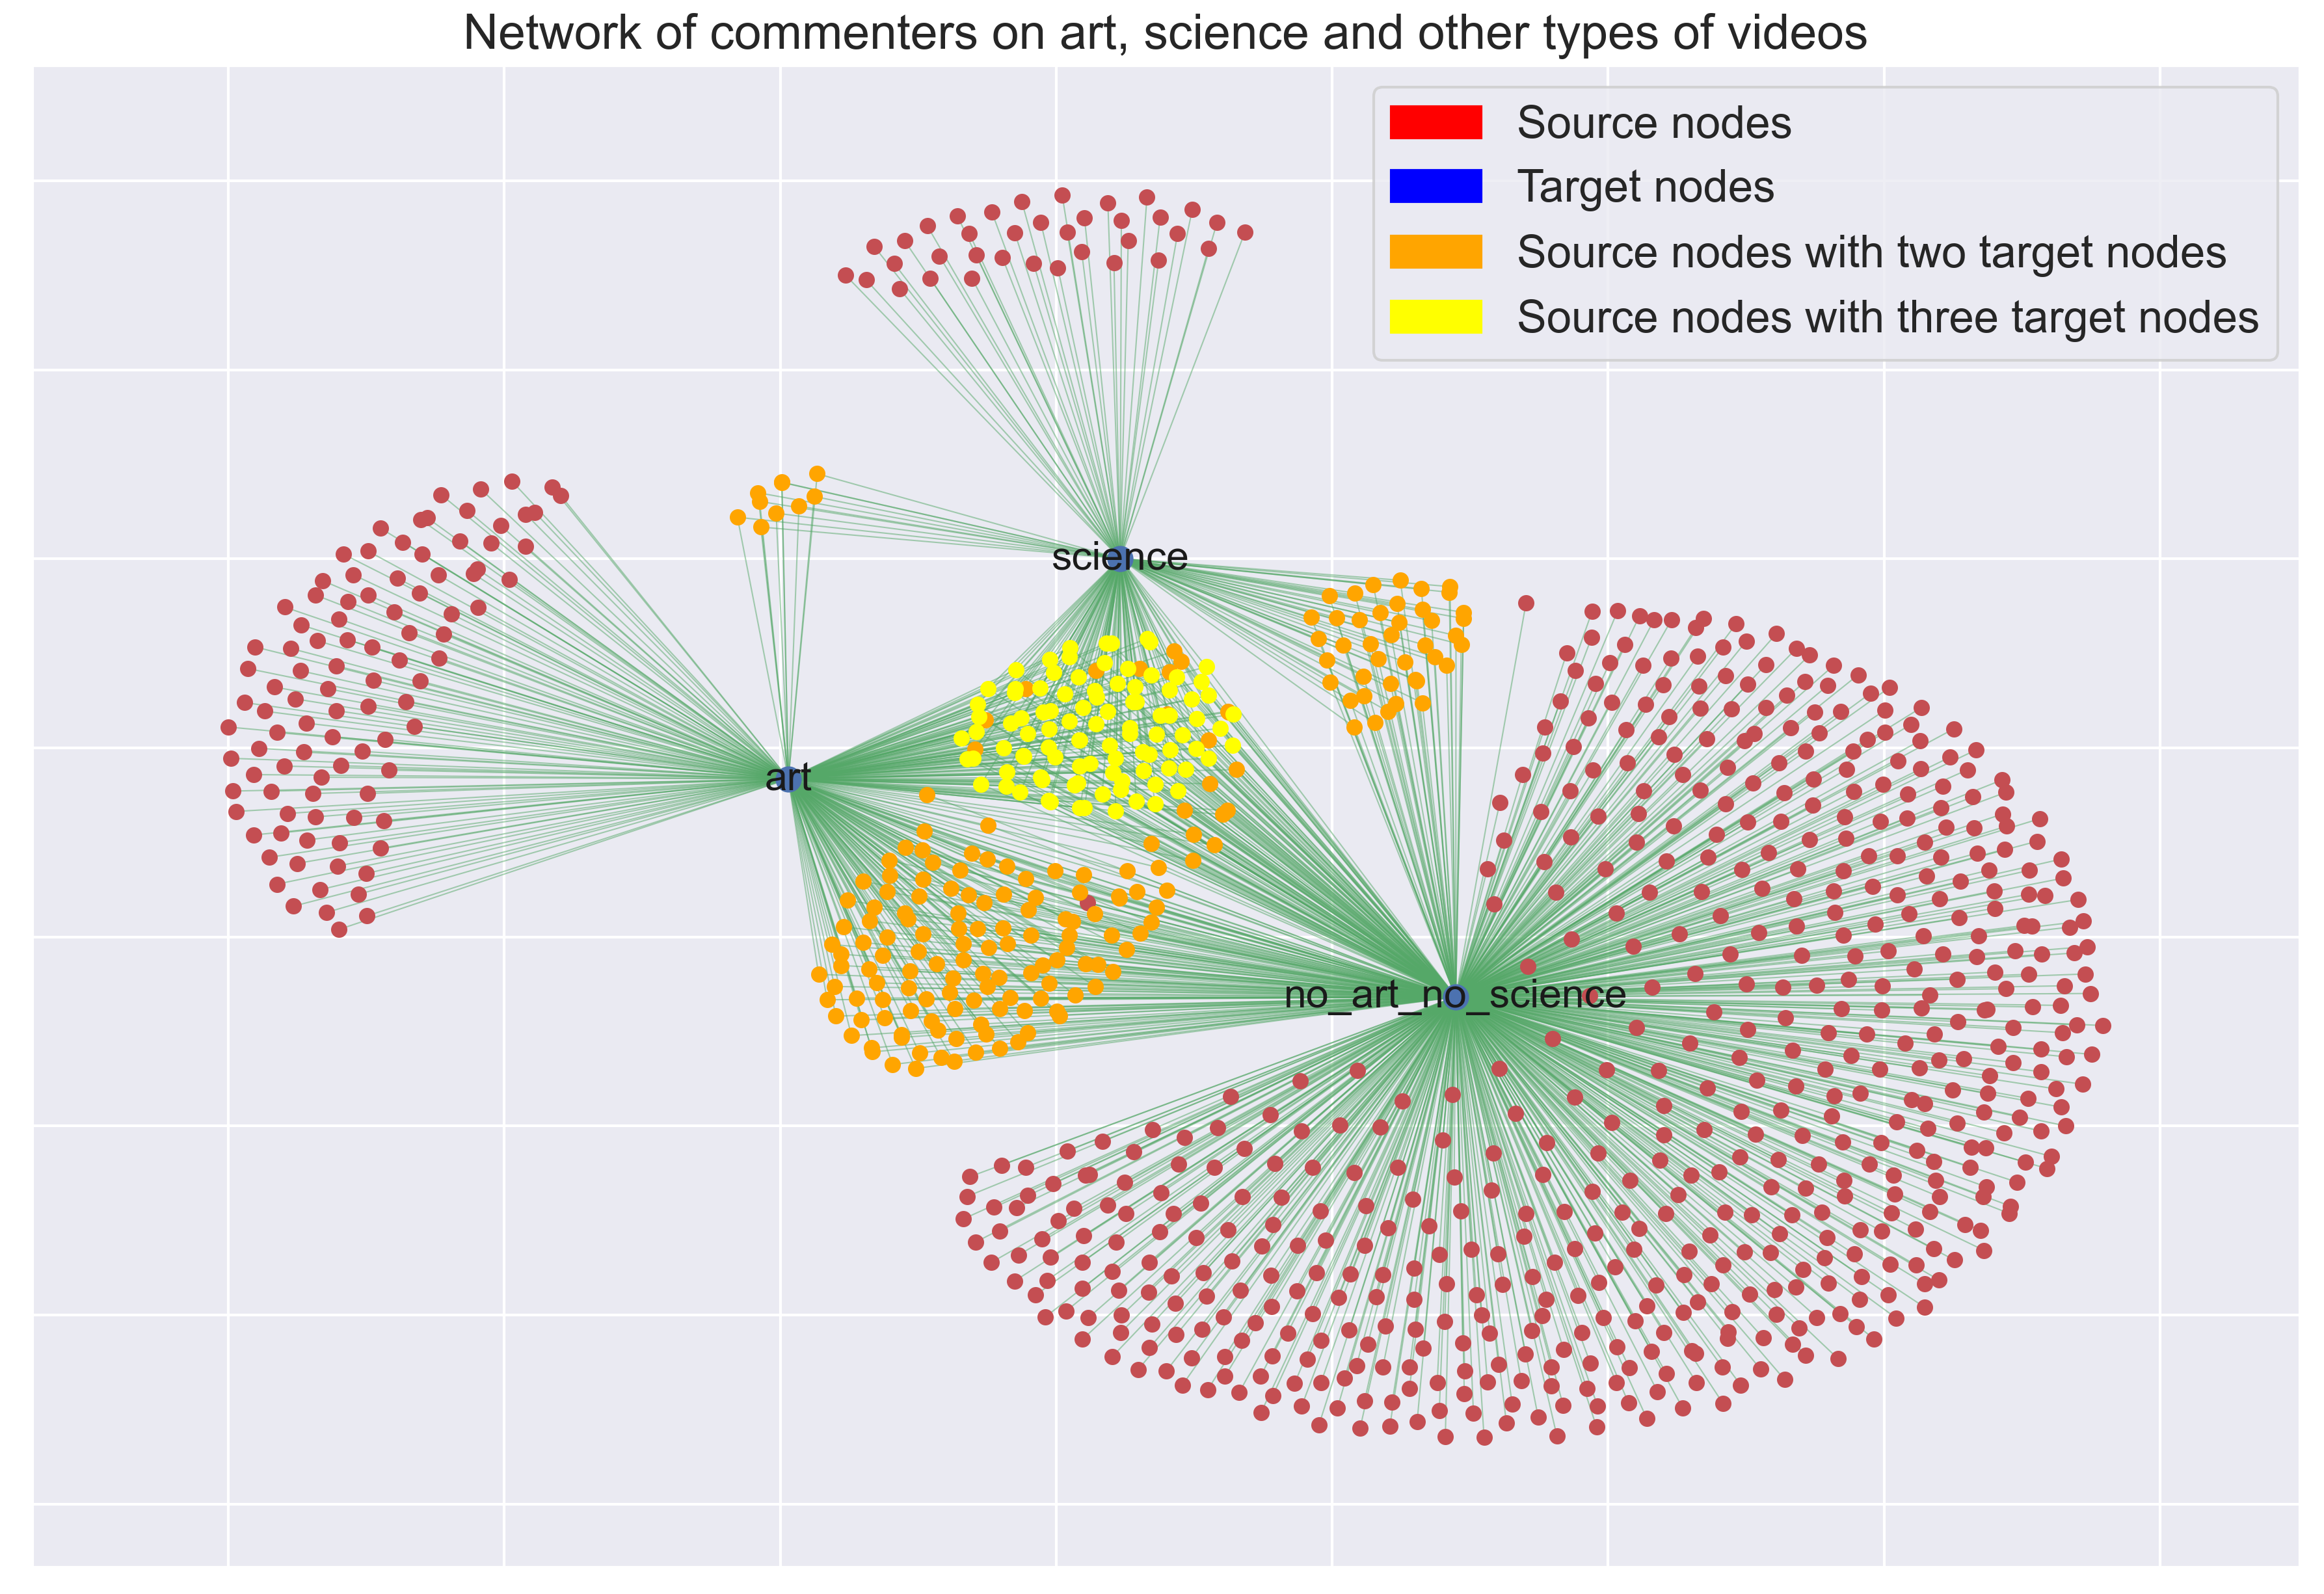 Network of commenters on art, science and other types of videos
Source nodes
Target nodes
Source nodes with two target nodes
Source nodes with three target nodes
science
art
no_art_no_science